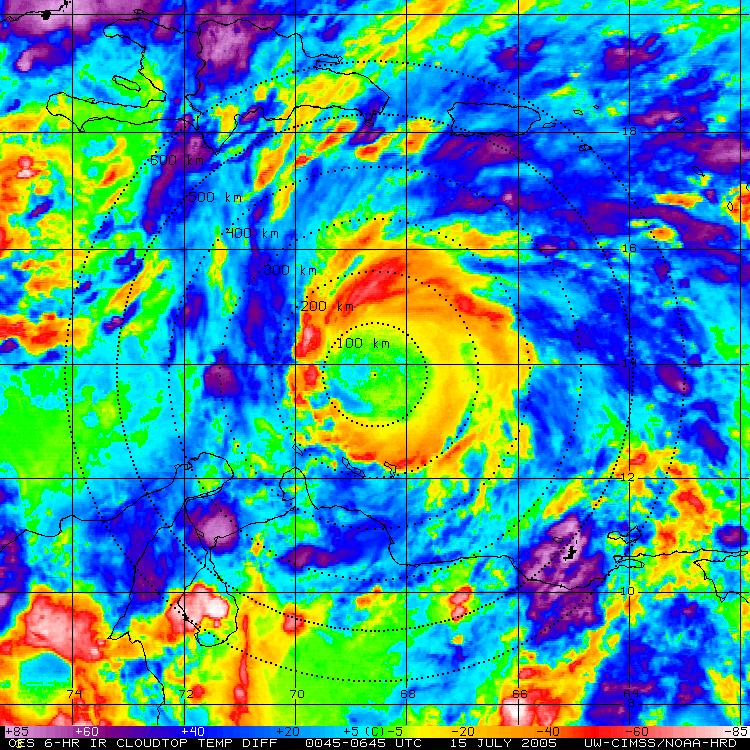 18
600 km
500 km
400 km
16
300 km
200 km
100 km
14
12
10
74 72 70 68 66 64
8
+85 +60 +40 +20 +5 (C) -5 -20 -40 -60 -85
OES 6-HR IR CLOUDTOP TEMP DIFF 0045-0645 UTC 15 JULY 2005 UW-CIMSS/NOAA-HRD